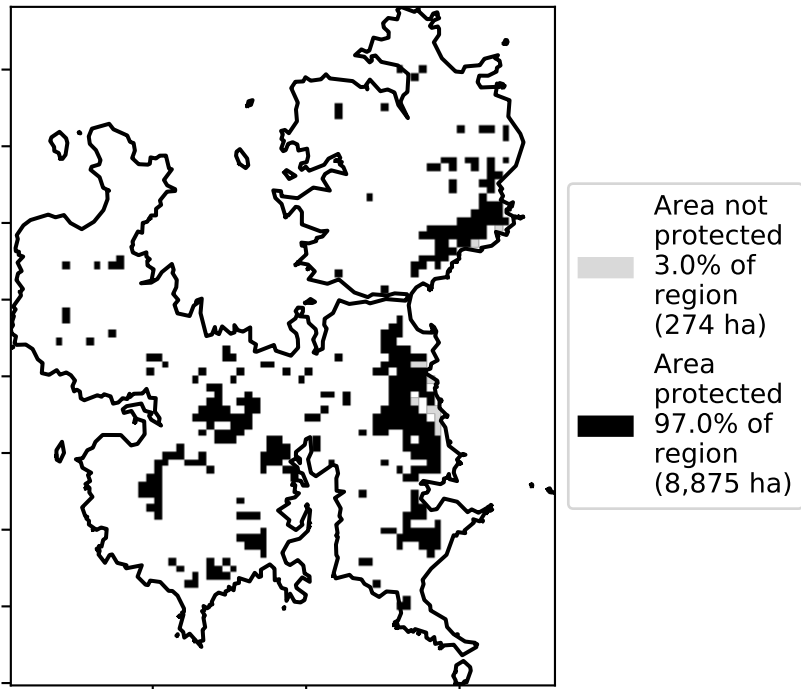 Area not
protected
3.0% of
region
(274 ha)
Area
protected
97.0% of
region
(8,875 ha)